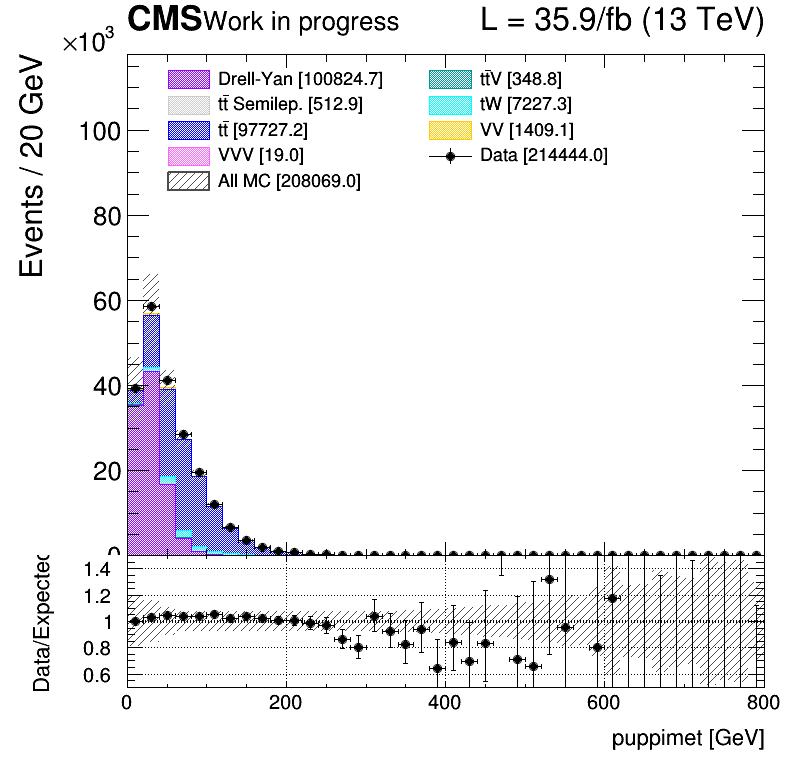 CMS Work in progress L = 35.9/fb (13 TeV)
×10³
Events / 20 GeV
Drell-Yan [100824.7]
tt̄ Semilep. [512.9]
tt̄ [97727.2]
VVV [19.0]
All MC [208069.0]
tt̄V [348.8]
tW [7227.3]
VV [1409.1]
Data [214444.0]
100
80
60
40
20
0
Data/Expected
1.4
1.2
1
0.8
0.6
0 200 400 600 800
puppimet [GeV]